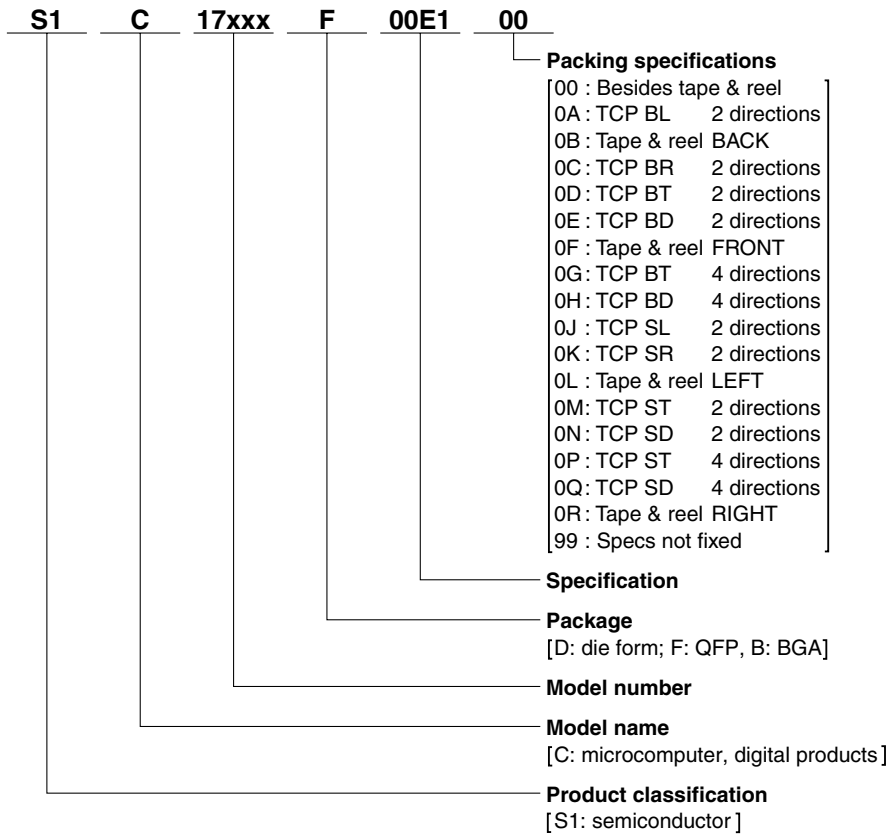 S1 C 17xxx F 00E1 00
Packing specifications
[00 : Besides tape & reel
0A : TCP BL 2 directions
0B : Tape & reel BACK
0C : TCP BR 2 directions
0D : TCP BT 2 directions
0E : TCP BD 2 directions
0F : Tape & reel FRONT
0G : TCP BT 4 directions
0H : TCP BD 4 directions
0J : TCP SL 2 directions
0K : TCP SR 2 directions
0L : Tape & reel LEFT
0M: TCP ST 2 directions
0N : TCP SD 2 directions
0P : TCP ST 4 directions
0Q: TCP SD 4 directions
0R : Tape & reel RIGHT
99 : Specs not fixed]
Specification
Package
[D: die form; F: QFP, B: BGA]
Model number
Model name
[C: microcomputer, digital products]
Product classification
[S1: semiconductor]